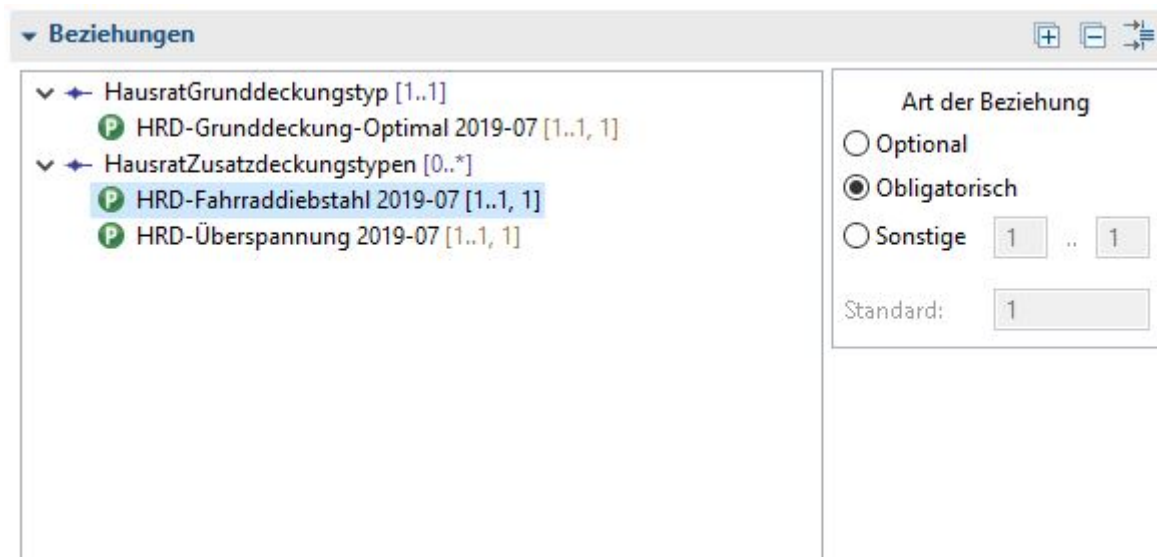 Beziehungen
HausratGrunddeckungstyp [1..1]
P HRD-Grunddeckung-Optimal 2019-07 [1..1, 1]
HausratZusatzdeckungstypen [0..*]
P HRD-Fahrraddiebstahl 2019-07 [1..1, 1]
P HRD-Überspannung 2019-07 [1..1, 1]
Art der Beziehung
Optional
Obligatorisch
Sonstige 1 .. 1
Standard: 1